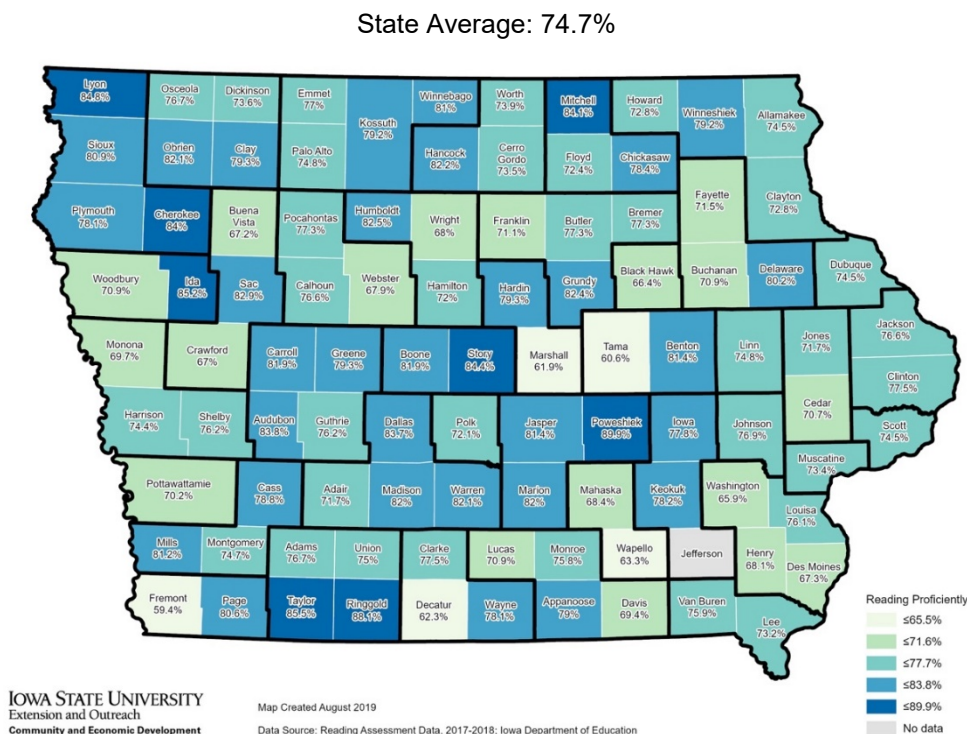 State Average: 74.7%
Lyon
84.8%
Osceola
76.7%
Dickinson
73.6%
Emmet
77%
Kossuth
79.2%
Winnebago
81%
Worth
73.9%
Mitchell
84.1%
Howard
72.8%
Winneshiek
79.2%
Allamakee
74.5%
Sioux
80.9%
Obrien
82.1%
Clay
79.3%
Palo Alto
74.8%
Hancock
82.2%
Cerro
Gordo
73.5%
Floyd
72.4%
Chickasaw
78.4%
Fayette
71.5%
Clayton
72.8%
Plymouth
78.1%
Cherokee
84%
Buena
Vista
67.2%
Pocahontas
77.3%
Humboldt
82.5%
Wright
68%
Franklin
71.1%
Butler
77.3%
Bremer
77.3%
Woodbury
70.9%
Ida
85.2%
Sac
82.9%
Calhoun
76.6%
Webster
67.9%
Hamilton
72%
Hardin
79.3%
Grundy
82.4%
Black Hawk
66.4%
Buchanan
70.9%
Delaware
80.2%
Dubuque
74.5%
Monona
69.7%
Crawford
67%
Carroll
81.9%
Greene
79.3%
Boone
81.9%
Story
84.4%
Marshall
61.9%
Tama
60.6%
Benton
81.4%
Linn
74.8%
Jones
71.7%
Jackson
76.6%
Clinton
77.5%
Harrison
74.4%
Shelby
76.2%
Audubon
83.8%
Guthrie
76.2%
Dallas
83.7%
Polk
72.1%
Jasper
81.4%
Poweshiek
89.9%
Iowa
77.8%
Johnson
76.9%
Cedar
70.7%
Scott
74.5%
Muscatine
73.4%
Pottawattamie
70.2%
Cass
78.8%
Adair
71.7%
Madison
82%
Warren
82.1%
Marion
82%
Mahaska
68.4%
Keokuk
78.2%
Washington
65.9%
Louisa
76.1%
Mills
81.2%
Montgomery
74.7%
Adams
76.7%
Union
75%
Clarke
77.5%
Lucas
70.9%
Monroe
75.8%
Wapello
63.3%
Jefferson
Henry
68.1%
Des Moines
67.3%
Fremont
59.4%
Page
80.6%
Taylor
85.5%
Ringgold
88.1%
Decatur
62.3%
Wayne
78.1%
Appanoose
79%
Davis
69.4%
Van Buren
75.9%
Lee
73.2%
Reading Proficiently
≤65.5%
≤71.6%
≤77.7%
≤83.8%
≤89.9%
No data
IOWA STATE UNIVERSITY
Extension and Outreach
Community and Economic Development
Map Created August 2019
Data Source: Reading Assessment Data, 2017-2018; Iowa Department of Education